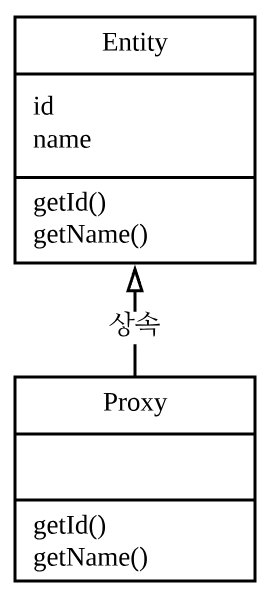 Entity
id
name
getId()
getName()
상속
Proxy
getId()
getName()